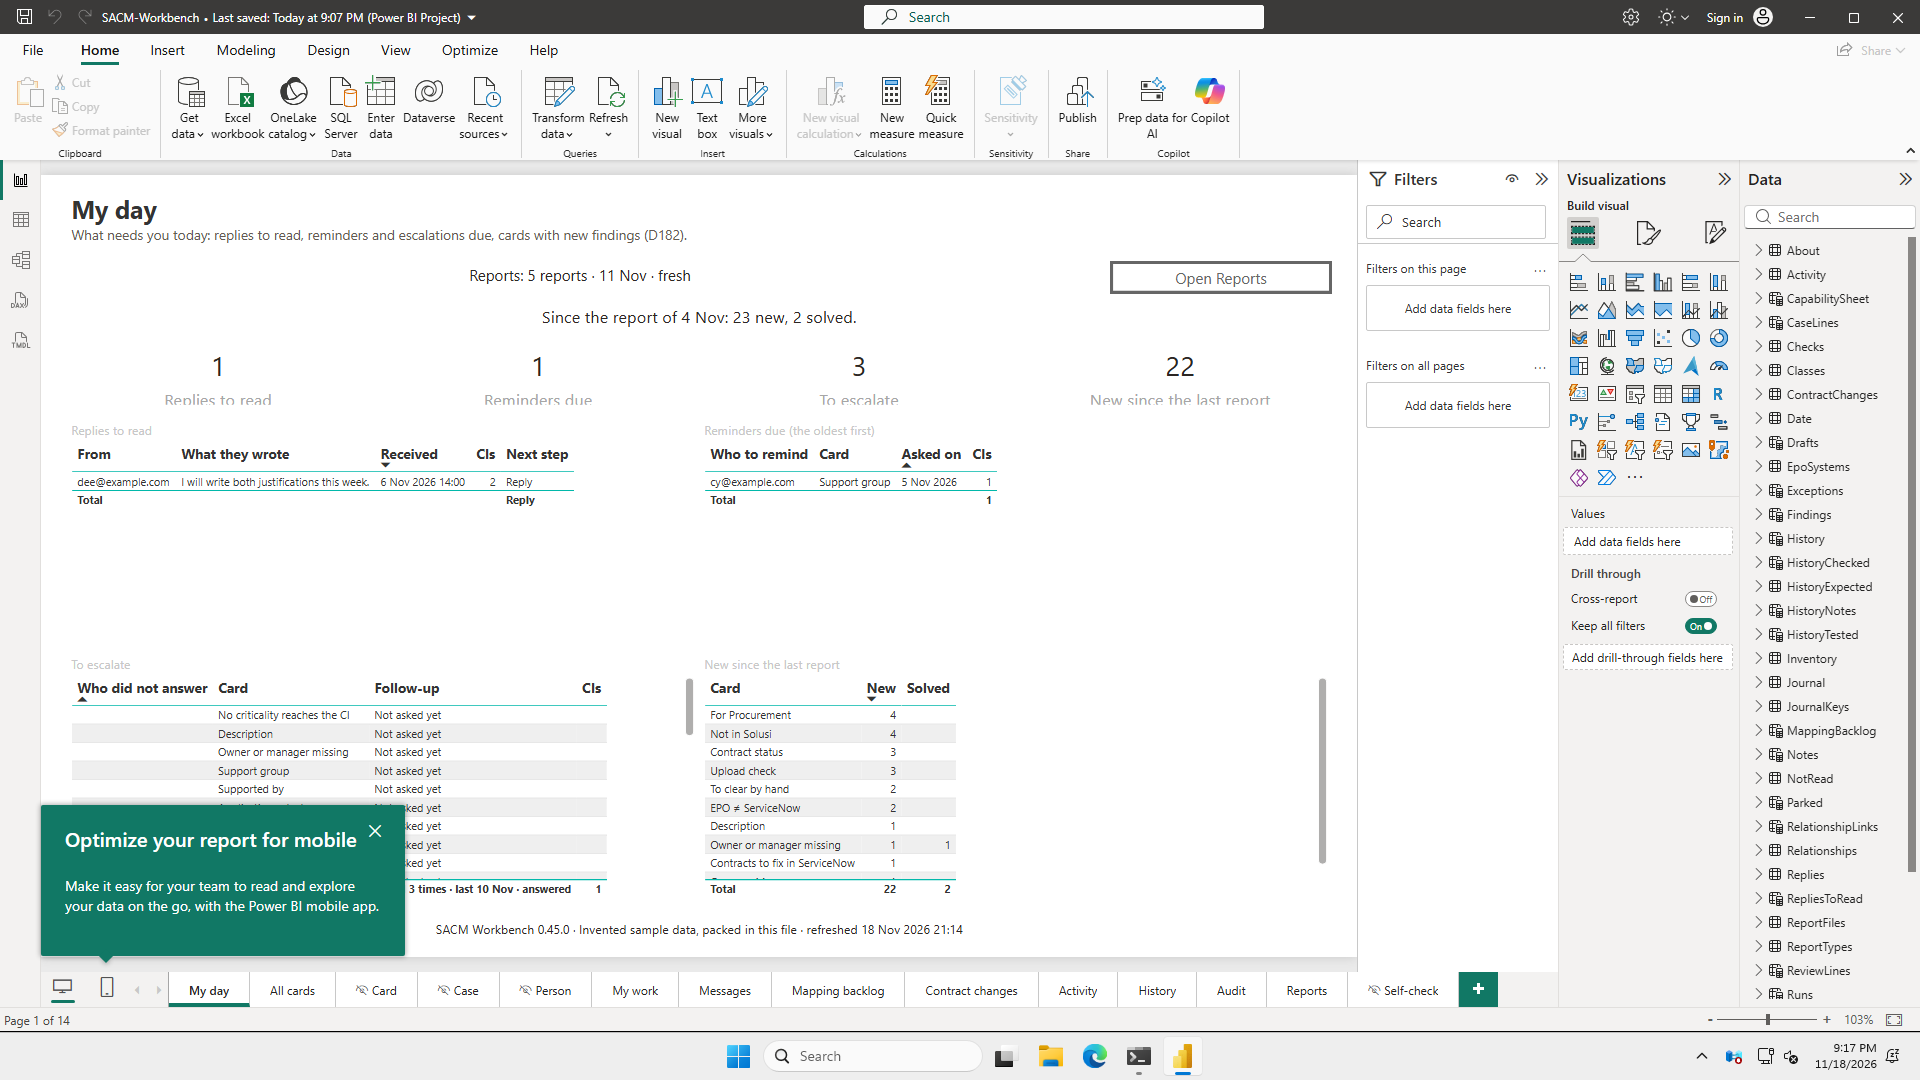 SACM-Workbench • Last saved: Today at 9:07 PM (Power BI Project)
Search
Sign in
File Home Insert Modeling Design View Optimize Help
Share
Paste
Cut
Copy
Format painter
Clipboard
Get data
Excel workbook
OneLake catalog
SQL Server
Enter data
Dataverse
Recent sources
Data
Transform data
Refresh
Queries
New visual
Text box
More visuals
Insert
New visual calculation
New measure
Quick measure
Calculations
Sensitivity
Sensitivity
Publish
Share
Prep data for AI
Copilot
Copilot
DAX
TMDL
My day
What needs you today: replies to read, reminders and escalations due, cards with new findings (D182).
Reports: 5 reports · 11 Nov · fresh
Open Reports
Since the report of 4 Nov: 23 new, 2 solved.
1
Replies to read
1
Reminders due
3
To escalate
22
New since the last report
Replies to read
From What they wrote Received Cls Next step
dee@example.com I will write both justifications this week. 6 Nov 2026 14:00 2 Reply
Total Reply
Reminders due (the oldest first)
Who to remind Card Asked on Cls
cy@example.com Support group 5 Nov 2026 1
Total 1
To escalate
Who did not answer Card Follow-up Cls
No criticality reaches the CI Not asked yet
Description Not asked yet
Owner or manager missing Not asked yet
Support group Not asked yet
Supported by Not asked yet
3 times · last 10 Nov · answered 1
New since the last report
Card New Solved
For Procurement 4
Not in Solusi 4
Contract status 3
Upload check 3
To clear by hand 2
EPO ≠ ServiceNow 2
Description 1
Owner or manager missing 1 1
Contracts to fix in ServiceNow 1
Total 22 2
Optimize your report for mobile
Make it easy for your team to read and explore
your data on the go, with the Power BI mobile app.
SACM Workbench 0.45.0 · Invented sample data, packed in this file · refreshed 18 Nov 2026 21:14
Filters
Search
Filters on this page
Add data fields here
Filters on all pages
Add data fields here
Visualizations
Build visual
123
R
Py
Values
Add data fields here
Drill through
Cross-report Off
Keep all filters On
Add drill-through fields here
Data
Search
About
Activity
CapabilitySheet
CaseLines
Checks
Classes
ContractChanges
Date
Drafts
EpoSystems
Exceptions
Findings
History
HistoryChecked
HistoryExpected
HistoryNotes
HistoryTested
Inventory
Journal
JournalKeys
MappingBacklog
Notes
NotRead
Parked
RelationshipLinks
Relationships
Replies
RepliesToRead
ReportFiles
ReportTypes
ReviewLines
Runs
My day All cards Card Case Person My work Messages Mapping backlog Contract changes Activity History Audit Reports Self-check +
Page 1 of 14
- + 103%
Search
9:17 PM
11/18/2026